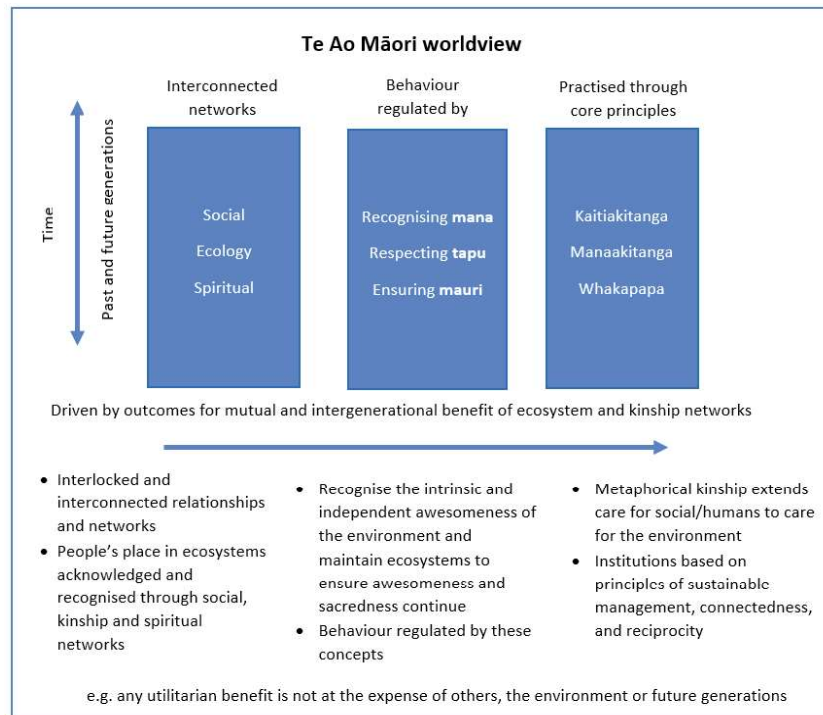 Te Ao Māori worldview
Interconnected
networks
Behaviour
regulated by
Practised through
core principles
Time
Past and future generations
Social
Ecology
Spiritual
Recognising mana
Respecting tapu
Ensuring mauri
Kaitiakitanga
Manaakitanga
Whakapapa
Driven by outcomes for mutual and intergenerational benefit of ecosystem and kinship networks
• Interlocked and
interconnected relationships
and networks
• People’s place in ecosystems
acknowledged and
recognised through social,
kinship and spiritual
networks
• Recognise the intrinsic and
independent awesomeness of
the environment and
maintain ecosystems to
ensure awesomeness and
sacredness continue
• Behaviour regulated by these
concepts
• Metaphorical kinship extends
care for social/humans to care
for the environment
• Institutions based on
principles of sustainable
management, connectedness,
and reciprocity
e.g. any utilitarian benefit is not at the expense of others, the environment or future generations